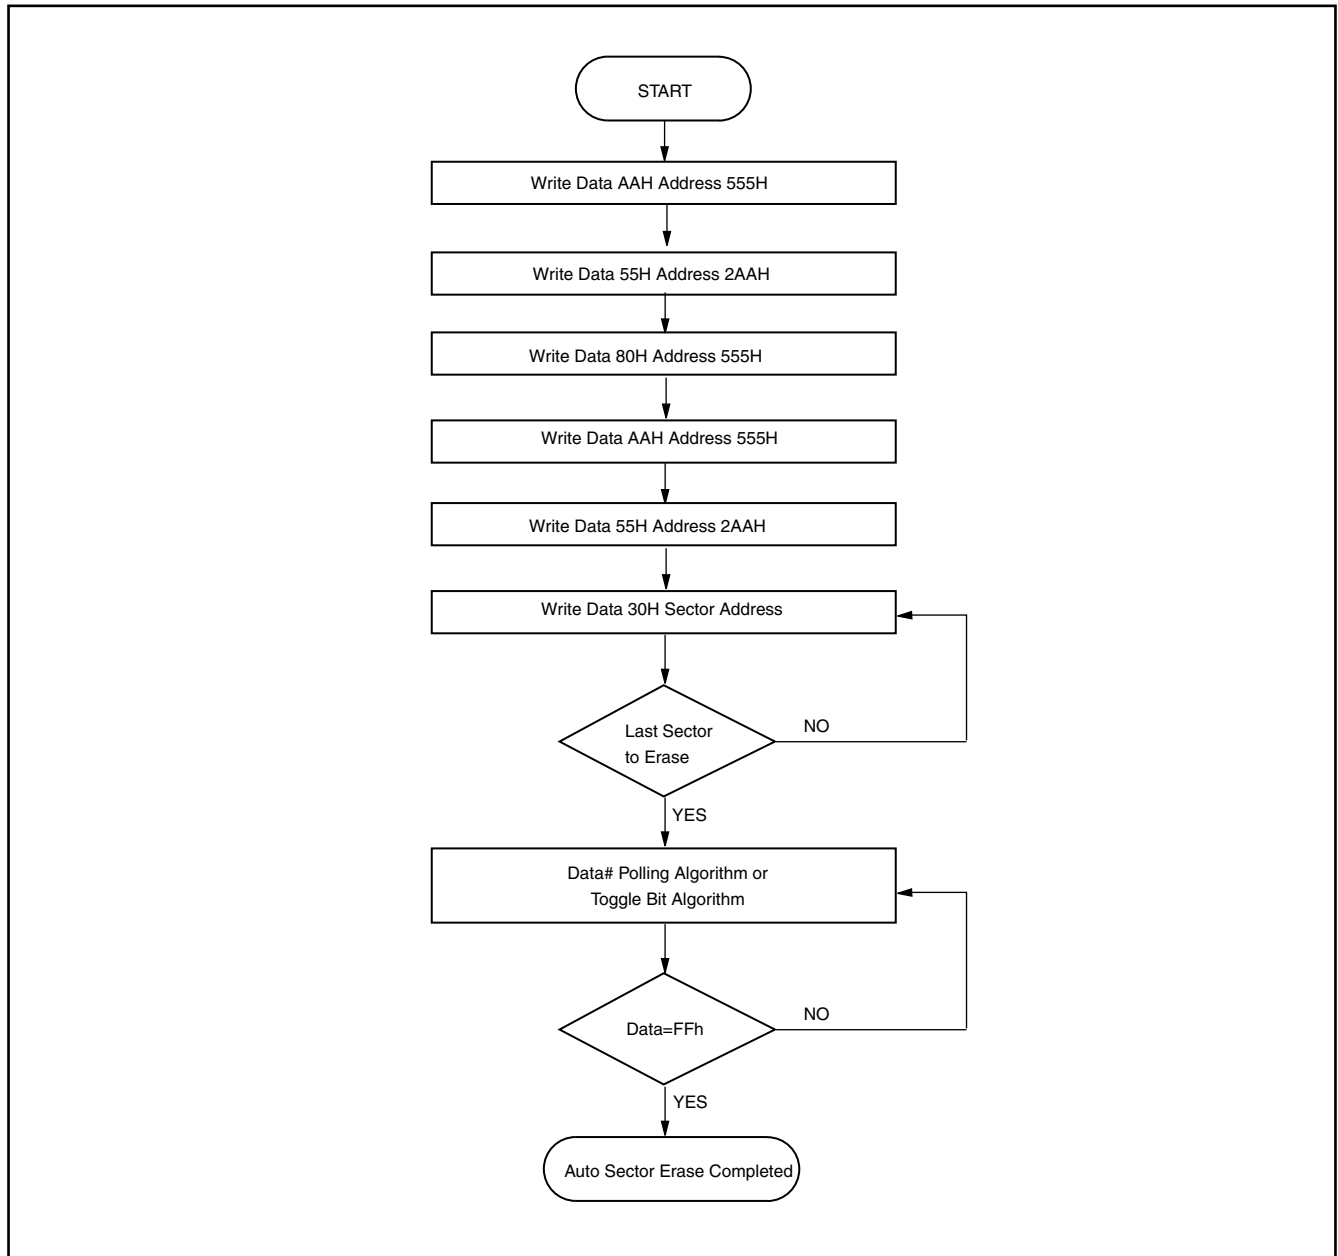 START
Write Data AAH Address 555H
Write Data 55H Address 2AAH
Write Data 80H Address 555H
Write Data AAH Address 555H
Write Data 55H Address 2AAH
Write Data 30H Sector Address
Last Sector
to Erase
NO
YES
Data# Polling Algorithm or
Toggle Bit Algorithm
Data=FFh
NO
YES
Auto Sector Erase Completed